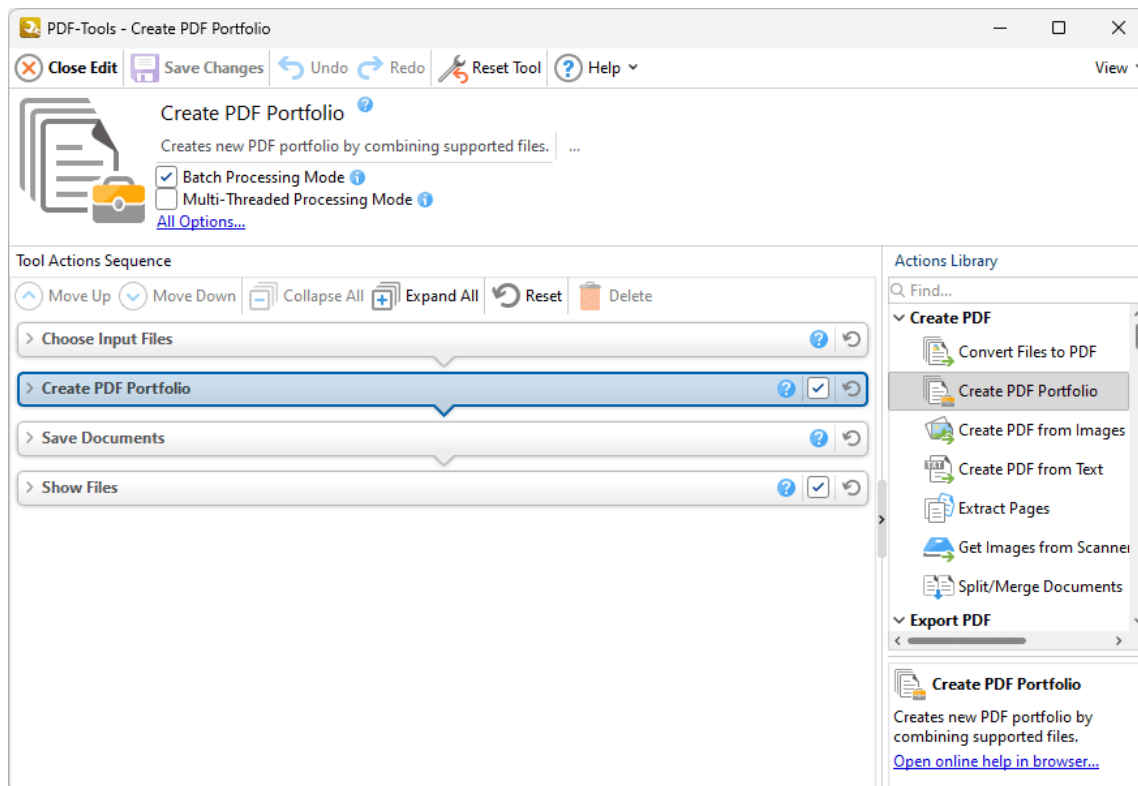 PDF-Tools - Create PDF Portfolio
Close Edit Save Changes Undo Redo Reset Tool ? Help View
Create PDF Portfolio ?
Creates new PDF portfolio by combining supported files. ...
Batch Processing Mode i
Multi-Threaded Processing Mode i
All Options...
Tool Actions Sequence
Move Up Move Down Collapse All Expand All Reset Delete
Choose Input Files ?
Create PDF Portfolio ?
Save Documents ?
Show Files ?
Actions Library
Find...
Create PDF
Convert Files to PDF
Create PDF Portfolio
Create PDF from Images
TXT Create PDF from Text
Extract Pages
Get Images from Scanner
Split/Merge Documents
Export PDF
Create PDF Portfolio
Creates new PDF portfolio by
combining supported files.
Open online help in browser...